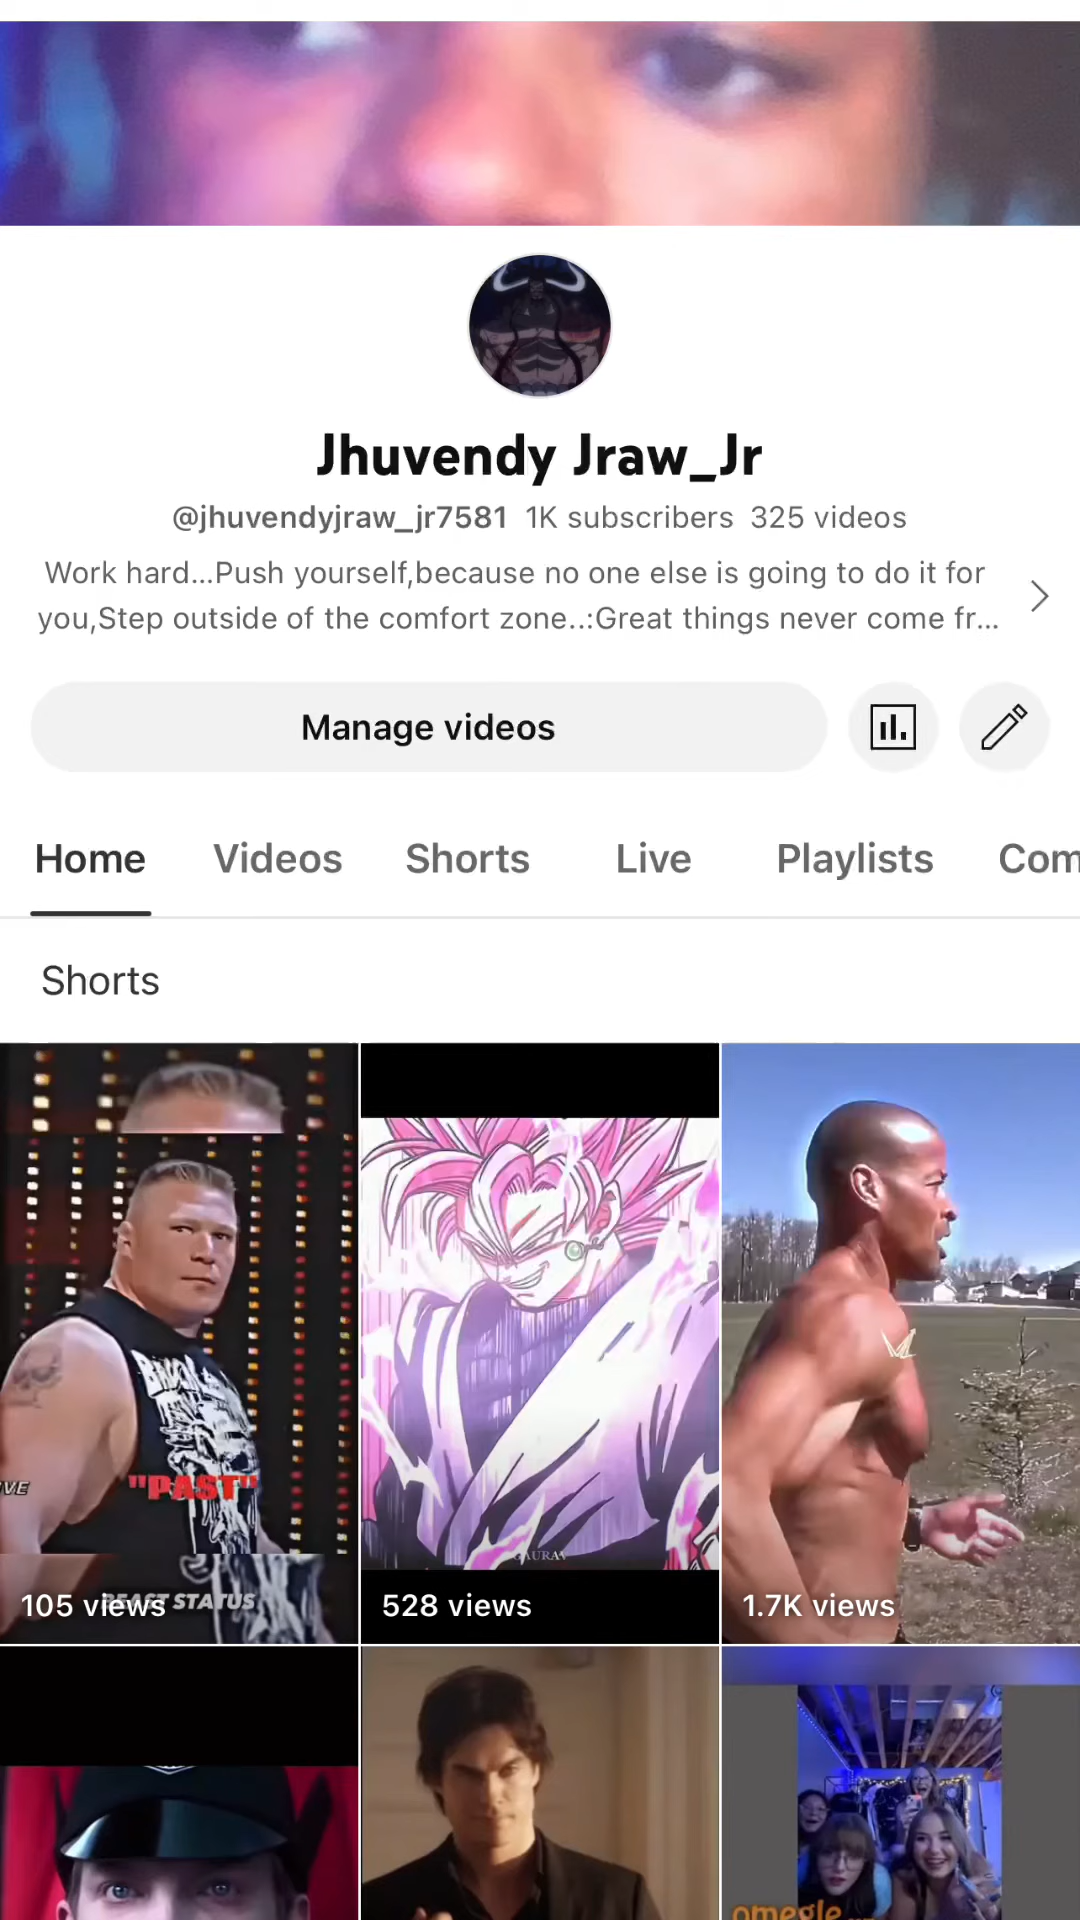 Jhuvendy Jraw_Jr
@jhuvendyjraw_jr7581 1K subscribers 325 videos
Work hard...Push yourself,because no one else is going to do it for
you,Step outside of the comfort zone..:Great things never come fr...
Manage videos
Home Videos Shorts Live Playlists Com
Shorts
VE
"PAST"
BEAST STATUS
105 views
528 views
1.7K views
omegle